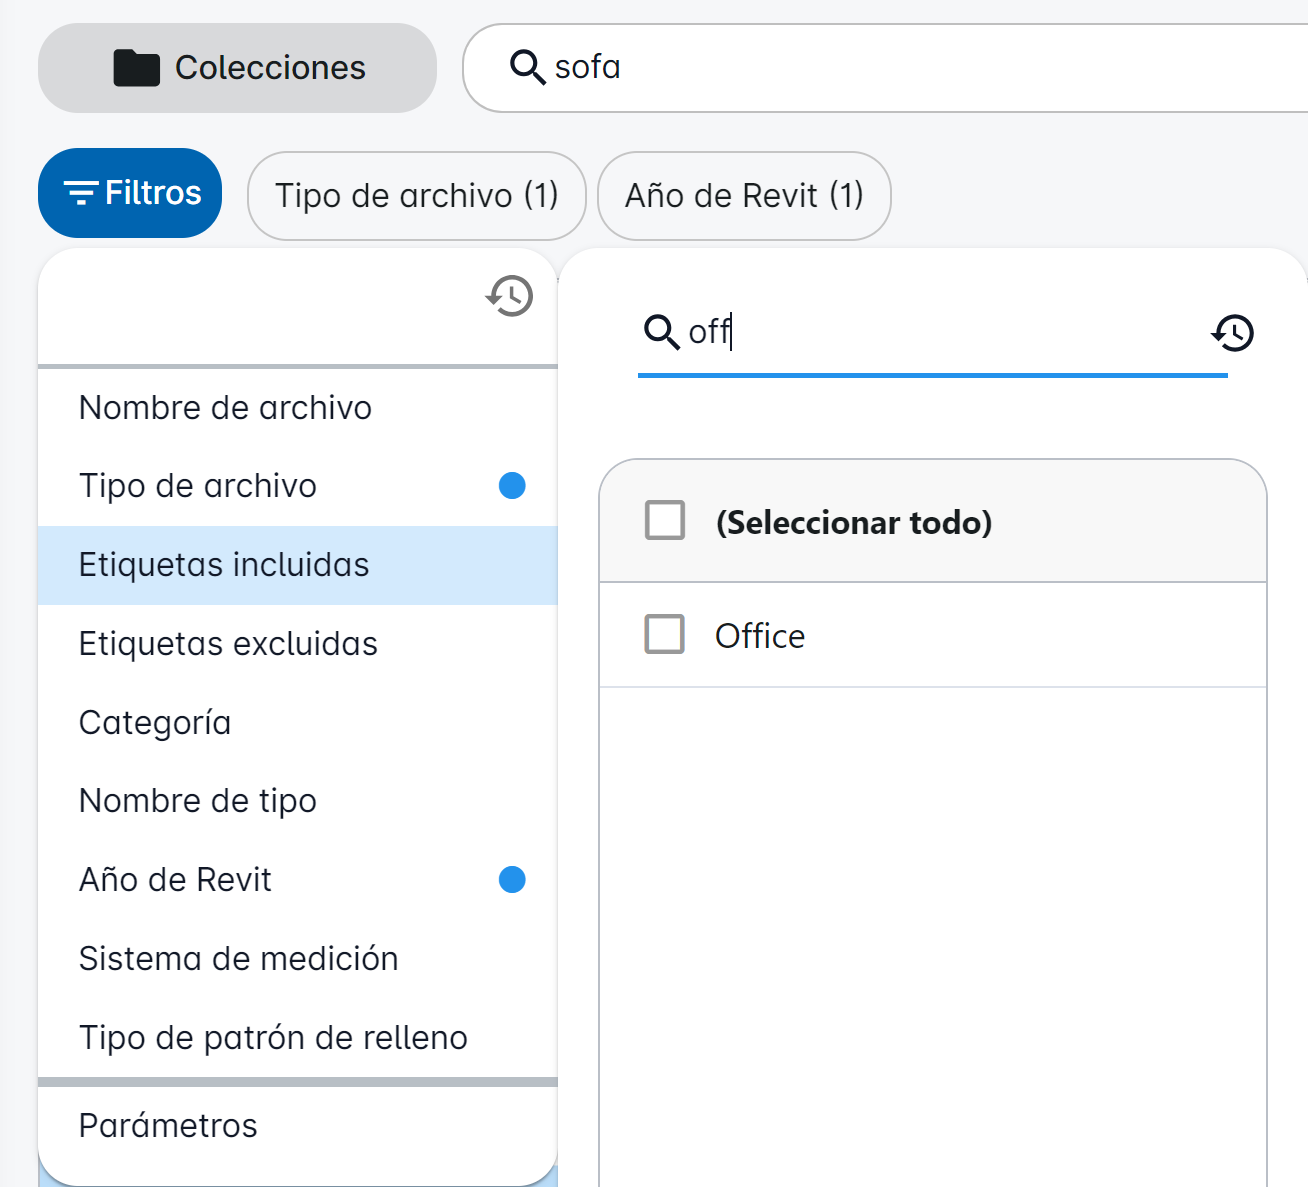 Colecciones
sofa
Filtros
Tipo de archivo (1)
Año de Revit (1)
off
Nombre de archivo
Tipo de archivo
Etiquetas incluidas
Etiquetas excluidas
Categoría
Nombre de tipo
Año de Revit
Sistema de medición
Tipo de patrón de relleno
Parámetros
(Seleccionar todo)
Office